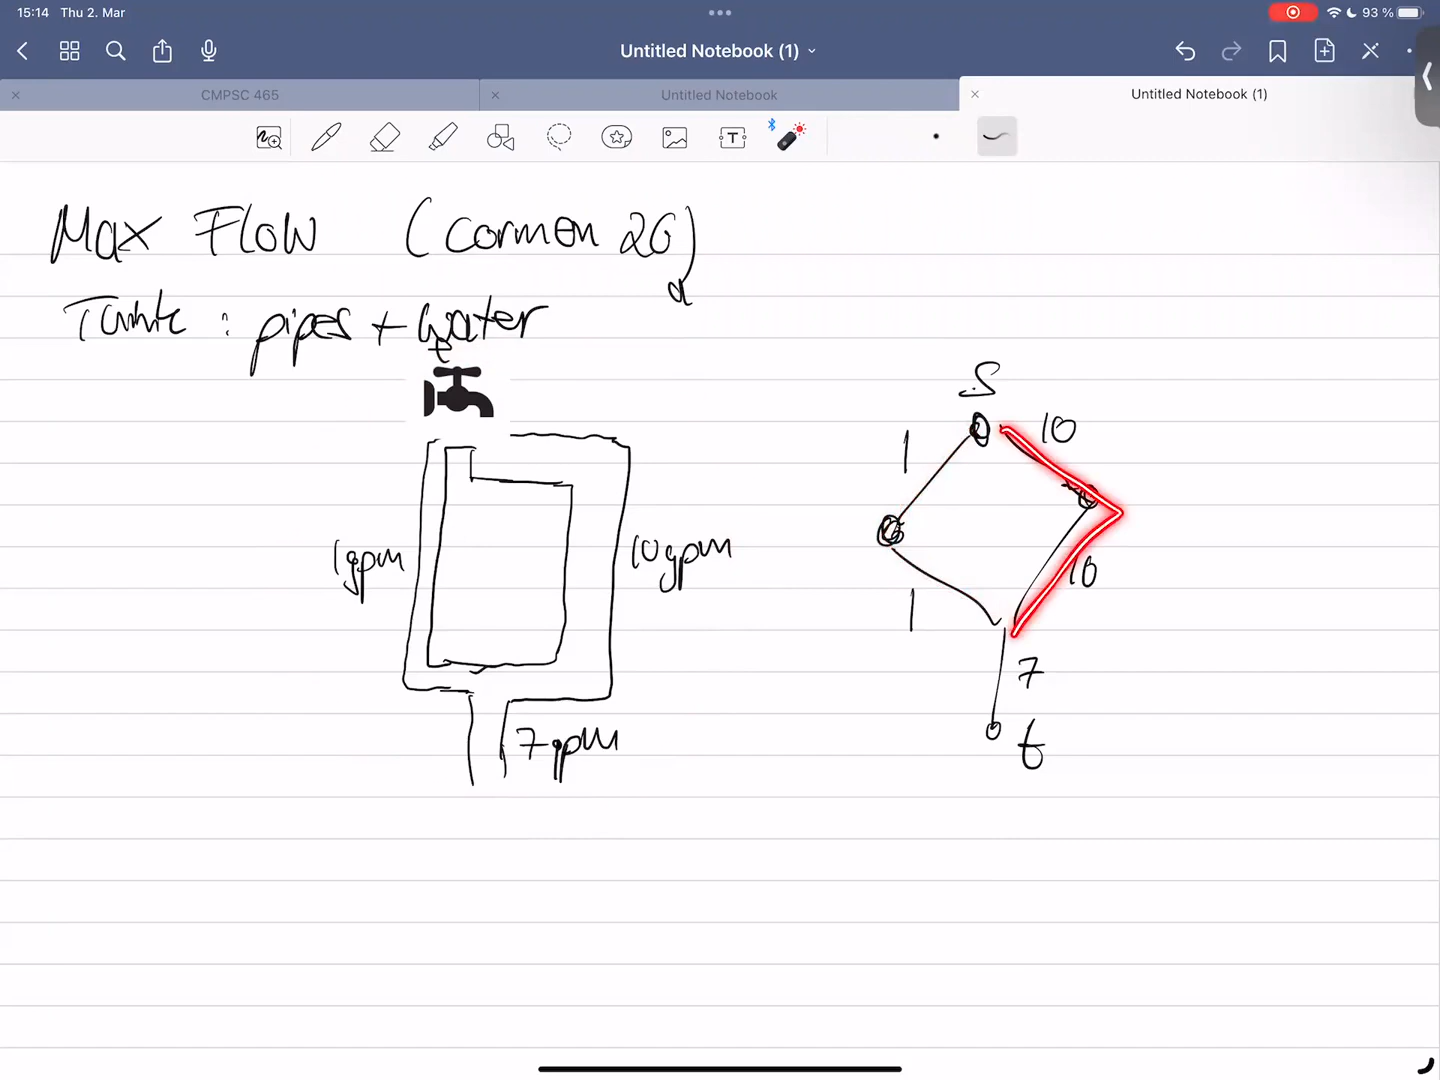 15:14 Thu 2. Mar
93 %
Untitled Notebook (1)
CMPSC 465
Untitled Notebook
Untitled Notebook (1)
T
Max Flow (Cormen 26)
Think : pipes + water
1gpm
10gpm
7gpm
S
1
10
1
10
7
t